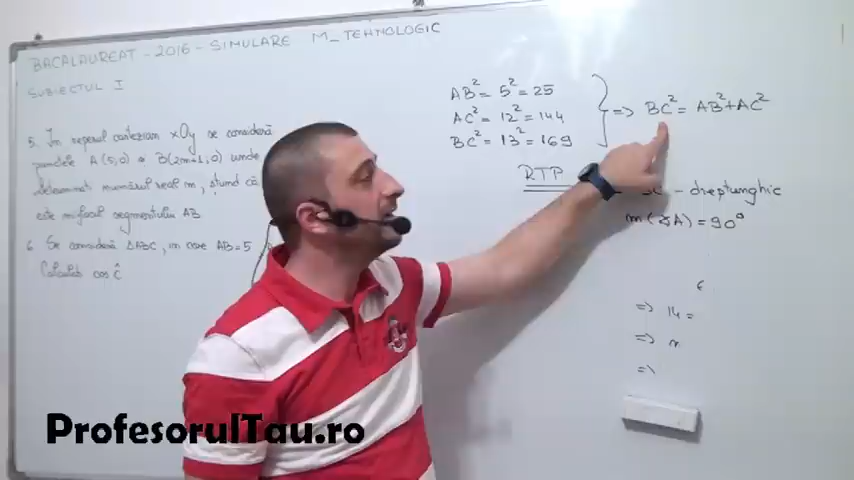 BACALAUREAT - 2016 - SIMULARE M_TEHNOLOGIC
SUBIECTUL I
5. În reperul cartezian xOy se consideră
punctele A(5,0) și B(2m+1,0) unde
determinați numărul real m, știind că
este mijlocul segmentului AB.
6. Se consideră ΔABC, în care AB=5
Calculați cos Ĉ
AB² = 5² = 25
AC² = 12² = 144
BC² = 13² = 169
=> BC² = AB² + AC²
RTP
- dreptunghic
m(∢A) = 90°
=> 14 =
=> m
=>
ProfesorulTau.ro